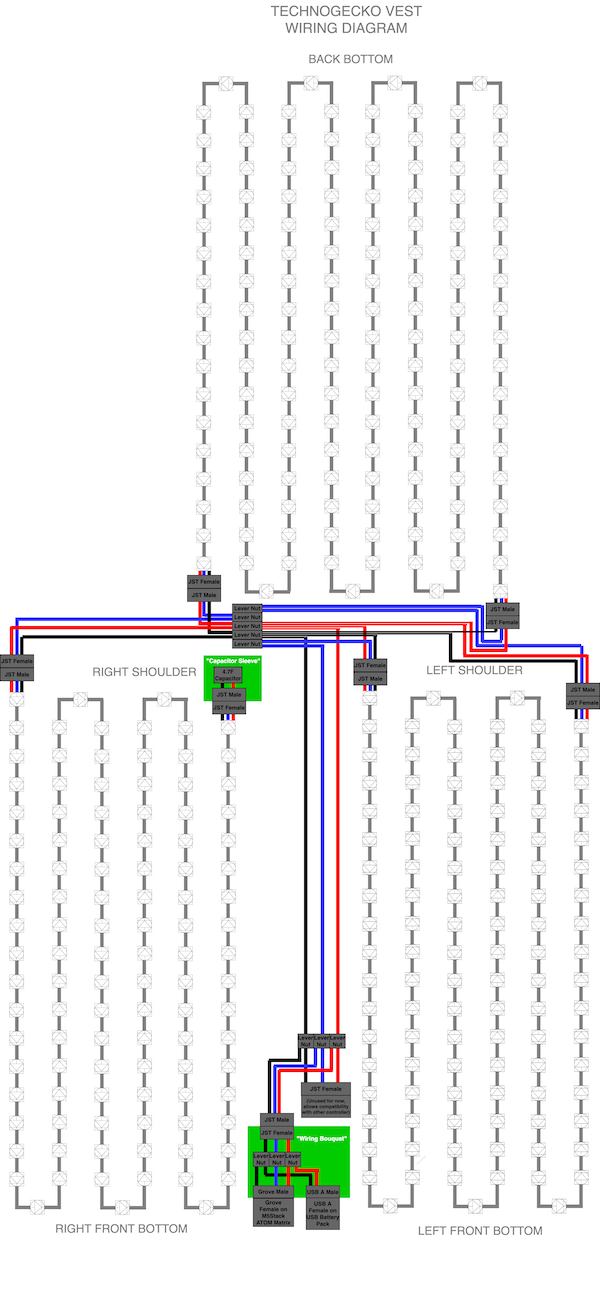 TECHNOGECKO VEST
WIRING DIAGRAM
BACK BOTTOM
JST Female
JST Male
JST Male
JST Female
Lever Nut
Lever Nut
Lever Nut
Lever Nut
Lever Nut
JST Female
JST Male
RIGHT SHOULDER
"Capacitor Sleeve"
4.7F
Capacitor
JST Male
JST Female
JST Female
JST Male
LEFT SHOULDER
JST Male
JST Female
Lever Nut
Lever Nut
Lever Nut
JST Female
(Unused for now,
allows compatibility
with other controller)
JST Male
JST Female
"Wiring Bouquet"
Lever Nut
Lever Nut
Lever Nut
Grove Male
Grove
Female on
M5Stack
ATOM Matrix
USB A Male
USB A
Female on
USB Battery
Pack
RIGHT FRONT BOTTOM
LEFT FRONT BOTTOM